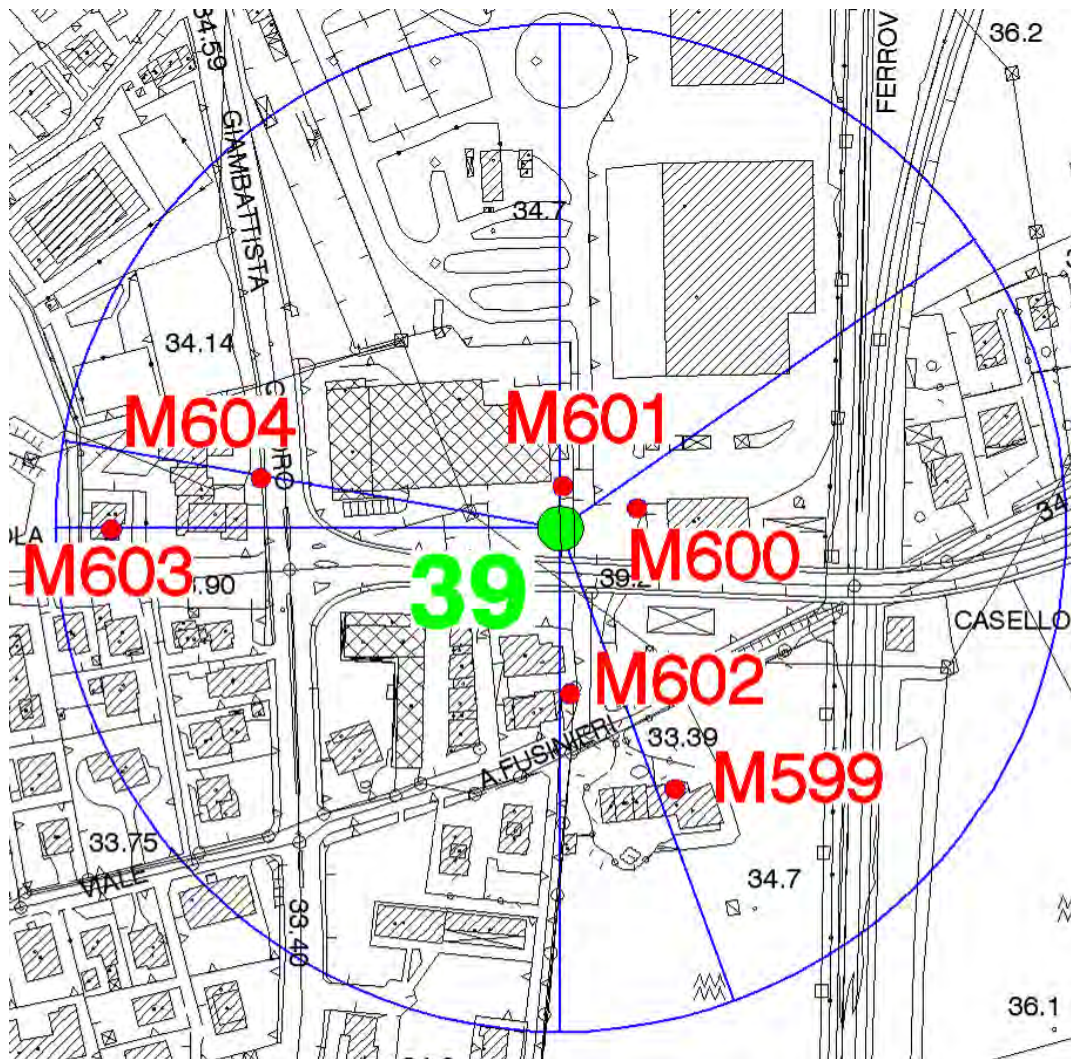 34.59
FERROV
36.2
GIAMBATTISTA
34.7
34.14
M604
M601
M603
M600
39
39.2
CASELLO
M602
A.FUSINIERI
33.39
M599
33.75
VIALE
34.7
33.40
36.1